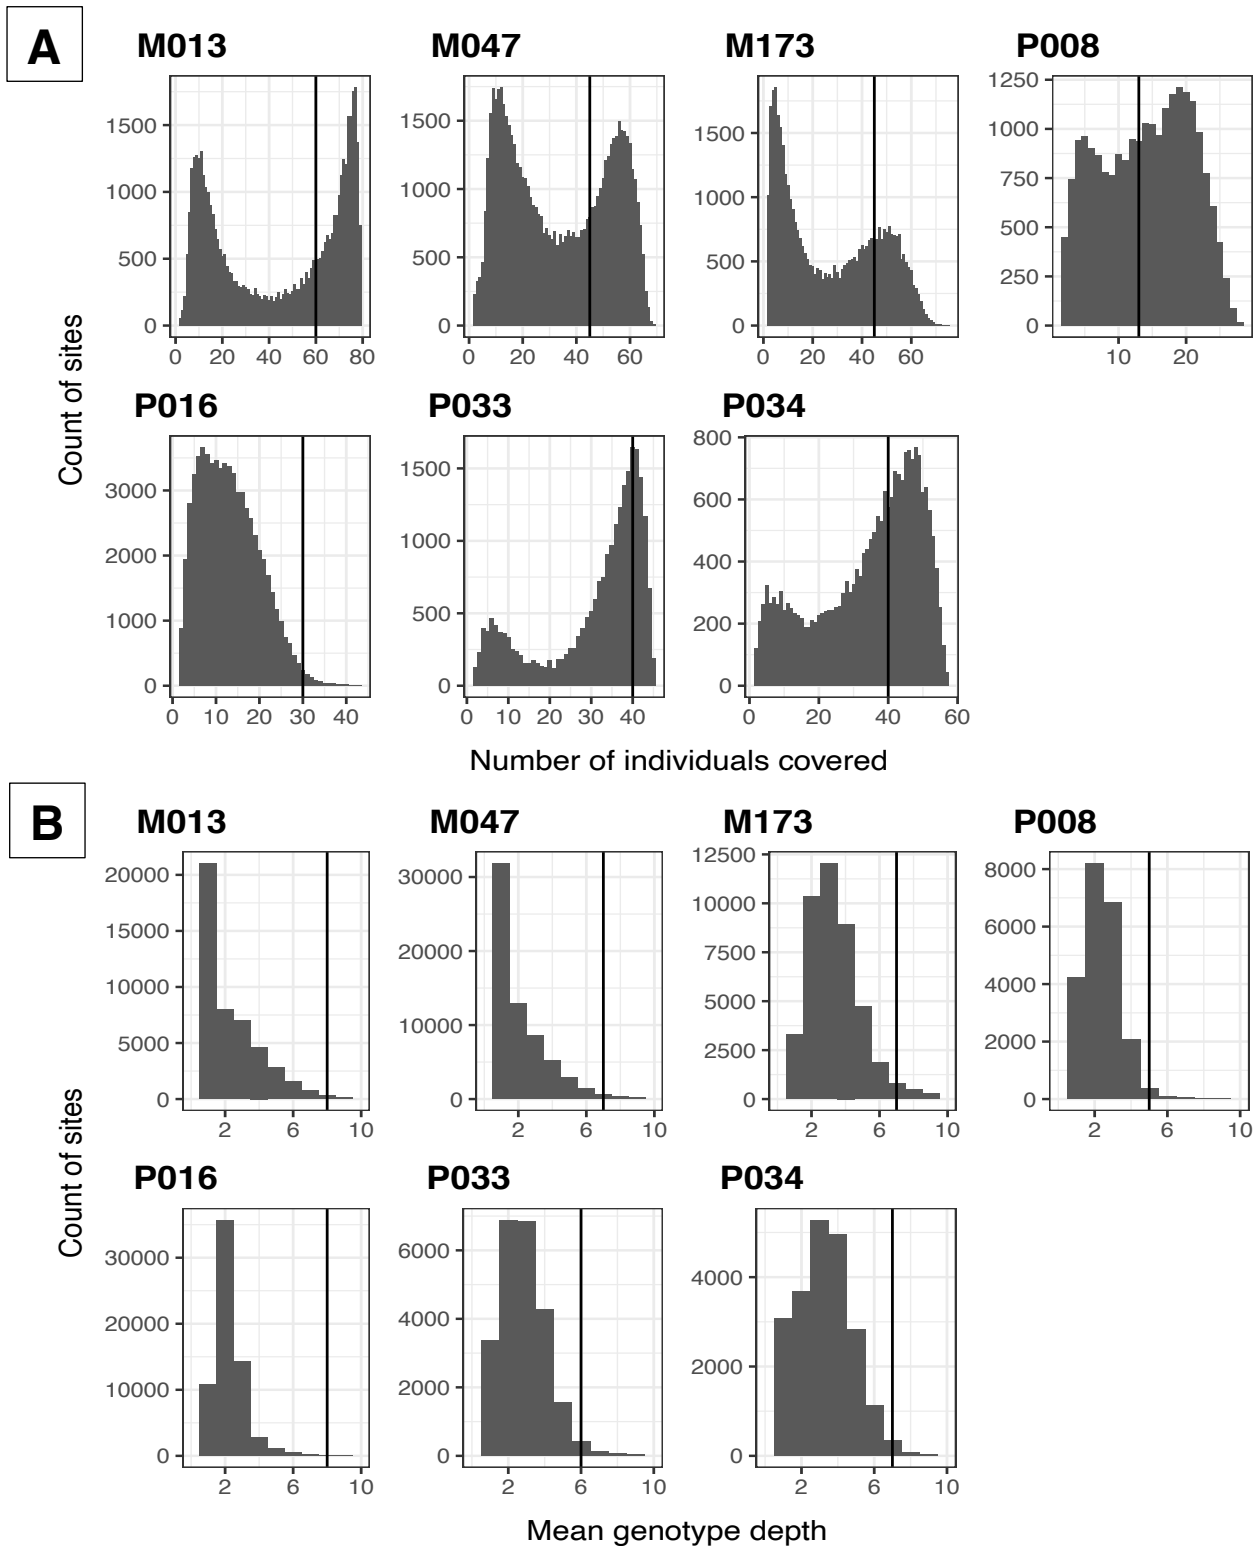 A
M013 M047 M173 P008
1500 1000 500 0
0 20 40 60 80
1500 1000 500 0
0 20 40 60
1500 1000 500 0
0 20 40 60
1250 1000 750 500 250 0
10 20
Count of sites
P016 P033 P034
3000 2000 1000 0
0 10 20 30 40
1500 1000 500 0
0 10 20 30 40
800 600 400 200 0
0 20 40 60
Number of individuals covered
B
M013 M047 M173 P008
20000 15000 10000 5000 0
2 6 10
30000 20000 10000 0
2 6 10
12500 10000 7500 5000 2500 0
2 6 10
8000 6000 4000 2000 0
2 6 10
Count of sites
P016 P033 P034
30000 20000 10000 0
2 6 10
6000 4000 2000 0
2 6 10
4000 2000 0
2 6 10
Mean genotype depth